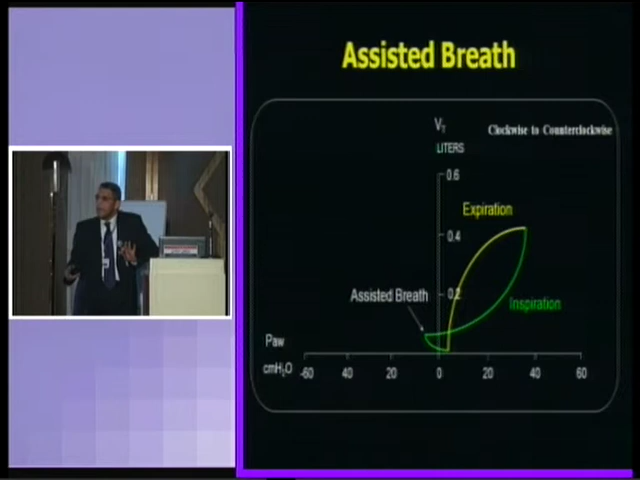 Assisted Breath
V_T
Clockwise to Counterclockwise
LITERS
0.6
Expiration
0.4
Assisted Breath
0.2
Inspiration
Paw
cmH2O
-60 40 20 0 20 40 60